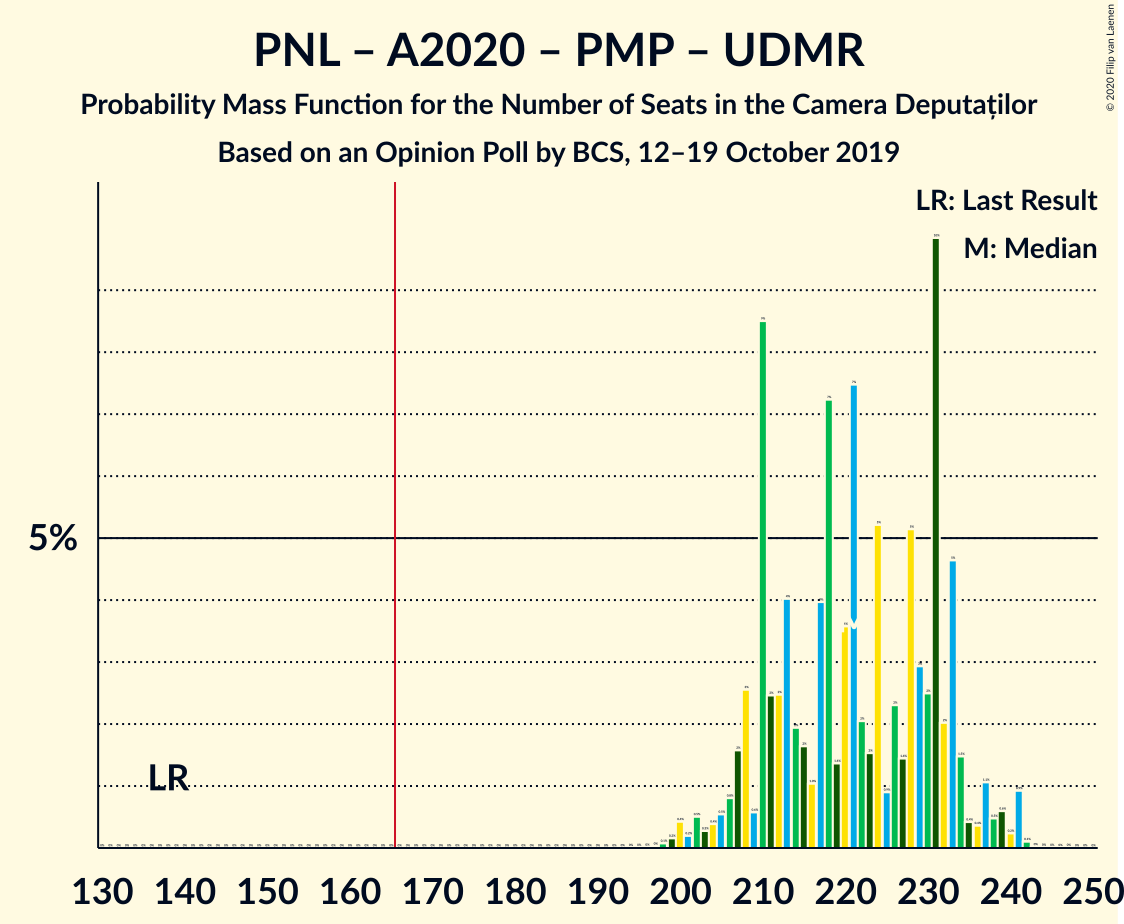 PNL – A2020 – PMP – UDMR
Probability Mass Function for the Number of Seats in the Camera Deputaților
Based on an Opinion Poll by BCS, 12–19 October 2019
© 2020 Filip van Laenen
LR: Last Result
M: Median
5%
LR
130 140 150 160 170 180 190 200 210 220 230 240 250